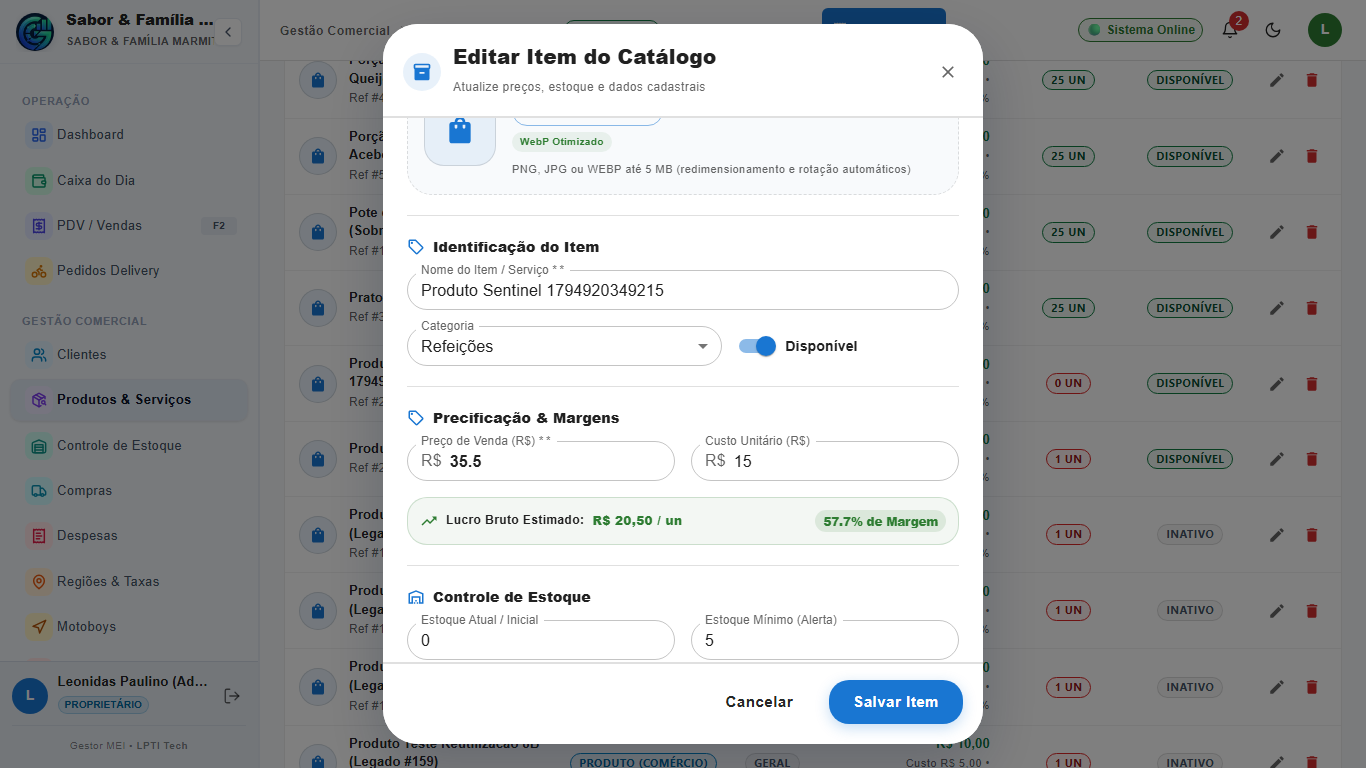 Sabor & Família ...
SABOR & FAMÍLIA MARMIT
OPERAÇÃO
Dashboard
Caixa do Dia
PDV / Vendas
F2
Pedidos Delivery
GESTÃO COMERCIAL
Clientes
Produtos & Serviços
Controle de Estoque
Compras
Despesas
Regiões & Taxas
Motoboys
L
Leonidas Paulino (Ad...
PROPRIETÁRIO
Gestor MEI • LPTI Tech
Gestão Comercial
Sistema Online
2
L
Editar Item do Catálogo
Atualize preços, estoque e dados cadastrais
WebP Otimizado
PNG, JPG ou WEBP até 5 MB (redimensionamento e rotação automáticos)
Identificação do Item
Nome do Item / Serviço * *
Produto Sentinel 1794920349215
Categoria
Refeições
Disponível
Precificação & Margens
Preço de Venda (R$) * *
R$ 35.5
Custo Unitário (R$)
R$ 15
Lucro Bruto Estimado: R$ 20,50 / un
57.7% de Margem
Controle de Estoque
Estoque Atual / Inicial
0
Estoque Mínimo (Alerta)
5
Cancelar
Salvar Item
25 UN
DISPONÍVEL
25 UN
DISPONÍVEL
25 UN
DISPONÍVEL
25 UN
DISPONÍVEL
0 UN
DISPONÍVEL
1 UN
DISPONÍVEL
1 UN
INATIVO
1 UN
INATIVO
1 UN
INATIVO
Produto Teste Reutilizacao JB
(Legado #159)
PRODUTO (COMÉRCIO)
GERAL
R$ 10,00
Custo R$ 5,00 •
1 UN
INATIVO